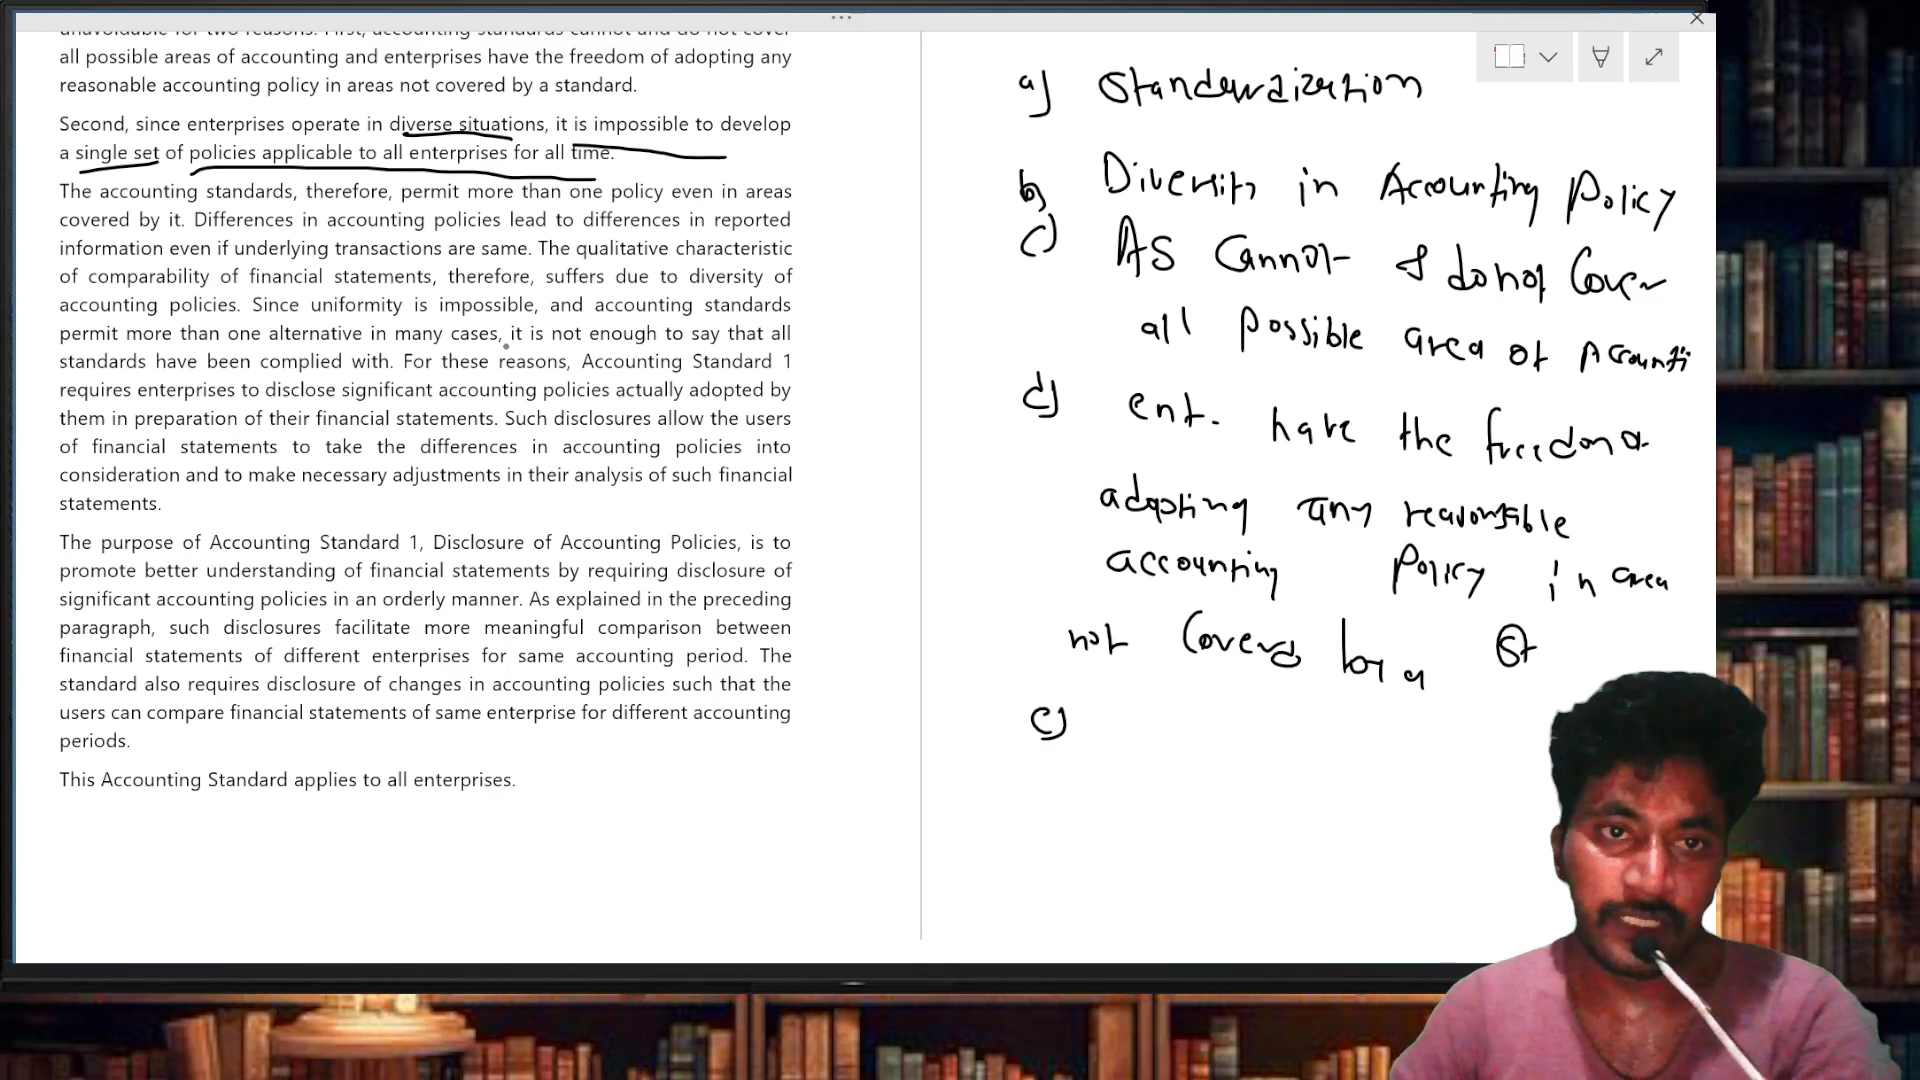 unavoidable for two reasons. First, accounting standards cannot and do not cover
all possible areas of accounting and enterprises have the freedom of adopting any
reasonable accounting policy in areas not covered by a standard.
Second, since enterprises operate in diverse situations, it is impossible to develop
a single set of policies applicable to all enterprises for all time.
The accounting standards, therefore, permit more than one policy even in areas
covered by it. Differences in accounting policies lead to differences in reported
information even if underlying transactions are same. The qualitative characteristic
of comparability of financial statements, therefore, suffers due to diversity of
accounting policies. Since uniformity is impossible, and accounting standards
permit more than one alternative in many cases, it is not enough to say that all
standards have been complied with. For these reasons, Accounting Standard 1
requires enterprises to disclose significant accounting policies actually adopted by
them in preparation of their financial statements. Such disclosures allow the users
of financial statements to take the differences in accounting policies into
consideration and to make necessary adjustments in their analysis of such financial
statements.
The purpose of Accounting Standard 1, Disclosure of Accounting Policies, is to
promote better understanding of financial statements by requiring disclosure of
significant accounting policies in an orderly manner. As explained in the preceding
paragraph, such disclosures facilitate more meaningful comparison between
financial statements of different enterprises for same accounting period. The
standard also requires disclosure of changes in accounting policies such that the
users can compare financial statements of same enterprise for different accounting
periods.
This Accounting Standard applies to all enterprises.
a) Standardization
b) Diversity in Accounting Policy
c) AS Cannot & do not Cover
all possible area of Accounti
d) ent. have the freedom
adopting any reasonable
accounting Policy in area
not Covered by a St
e)